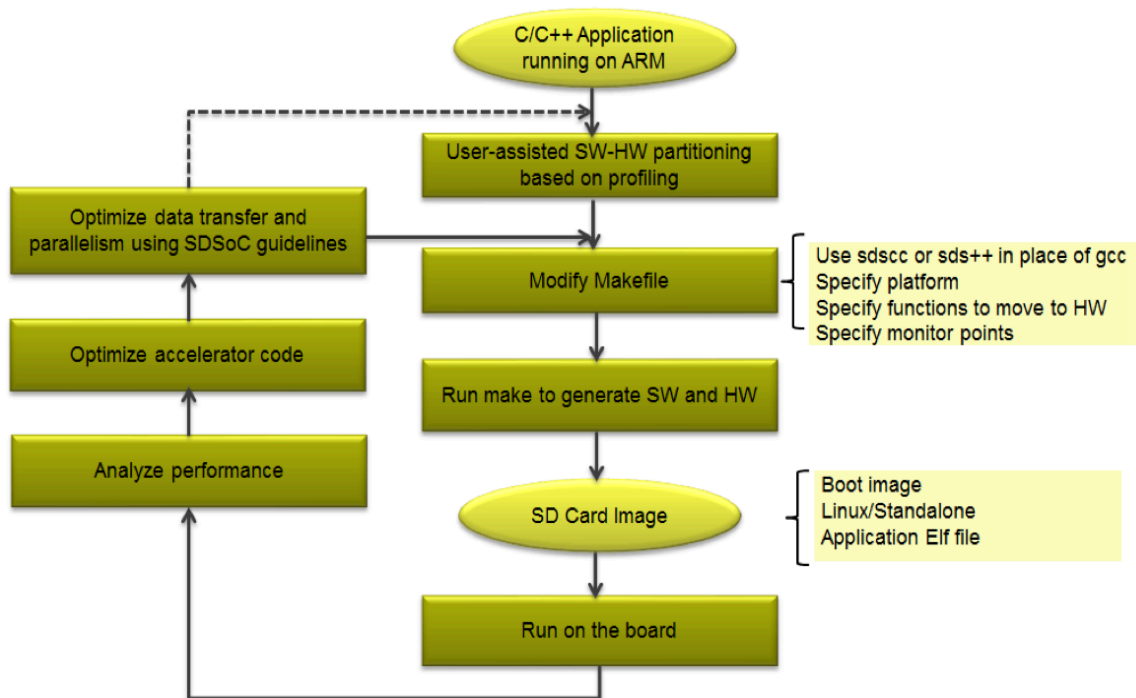 C/C++ Application
running on ARM
User-assisted SW-HW partitioning
based on profiling
Optimize data transfer and
parallelism using SDSoC guidelines
Modify Makefile
Use sdscc or sds++ in place of gcc
Specify platform
Specify functions to move to HW
Specify monitor points
Optimize accelerator code
Run make to generate SW and HW
Analyze performance
SD Card Image
Boot image
Linux/Standalone
Application Elf file
Run on the board